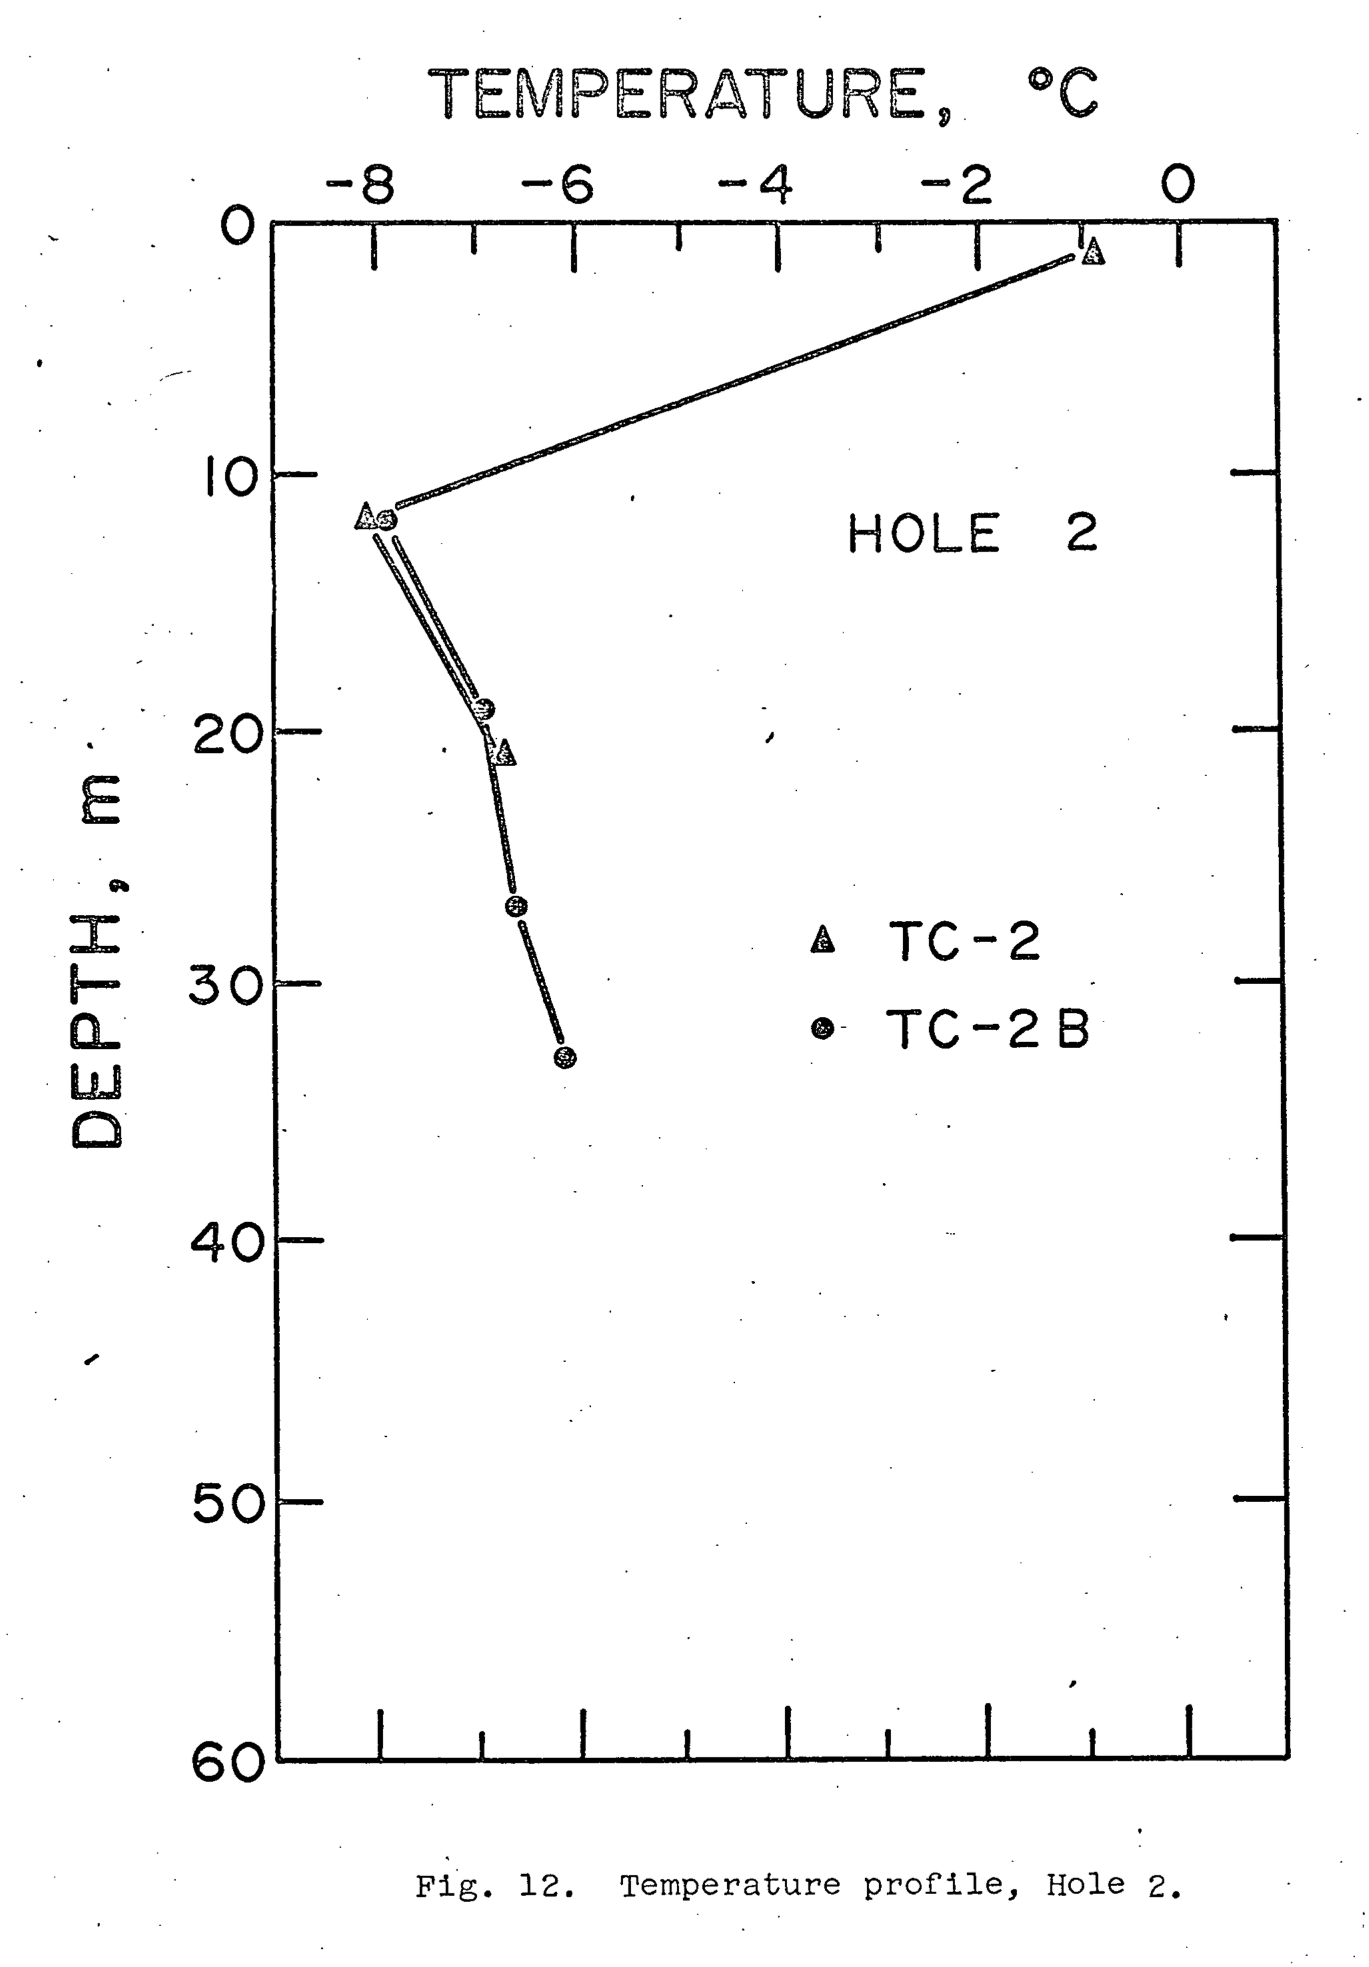 TEMPERATURE, °C
-8 -6 -4 -2 0
0
10
HOLE 2
20
DEPTH, m
TC-2
30
TC-2B
40
50
60
Fig. 12. Temperature profile, Hole 2.